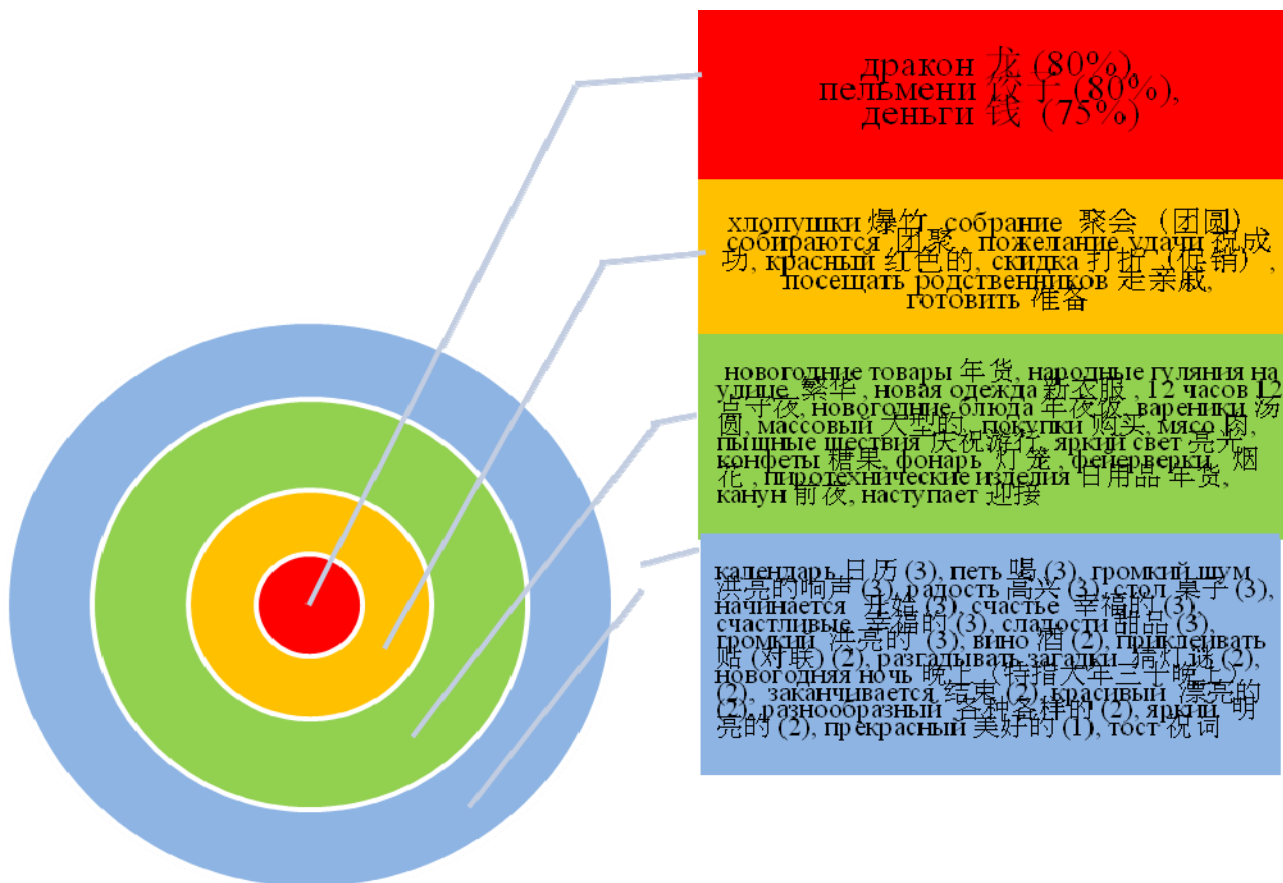 дракон 龙 (80%),
пельмени 饺子 (80%),
деньги 钱 (75%)
хлопушки 爆竹, собрание 聚会 (团圆)
собираются 团聚, пожелание удачи 祝成
功, красный 红色的, скидка 打折 (促销),
посещать родственников 走亲戚,
готовить 准备
новогодние товары 年货, народные гуляния на
улице 繁华, новая одежда 新衣服, 12 часов 12
点守夜, новогодние блюда 年夜饭, вареники 汤
圆, массовый 大型的, покупки 购买, мясо 肉,
пышные шествия 庆祝游行, яркий свет 亮光,
конфеты 糖果, фонарь 灯笼, фейерверки, 烟
花, пиротехнические изделия 日用品 年货,
канун 前夜, наступает 迎接
календарь 日历 (3), петь 喝 (3), громкий шум
洪亮的响声 (3), радость 高兴 (3), стол 桌子 (3),
начинается 开始 (3), счастье 幸福的 (3),
счастливые 幸福的 (3), сладости 甜品 (3),
громкий 洪亮的 (3), вино 酒 (2), приклеивать
贴 (对联) (2), разгадывать загадки 猜灯谜 (2),
новогодняя ночь 晚上 (特指大年三十晚上)
(2), заканчивается 结束 (2), красивый 漂亮的
(2), разнообразный 各种各样的 (2), яркий 明
亮的 (2), прекрасный 美好的 (1), тост 祝词